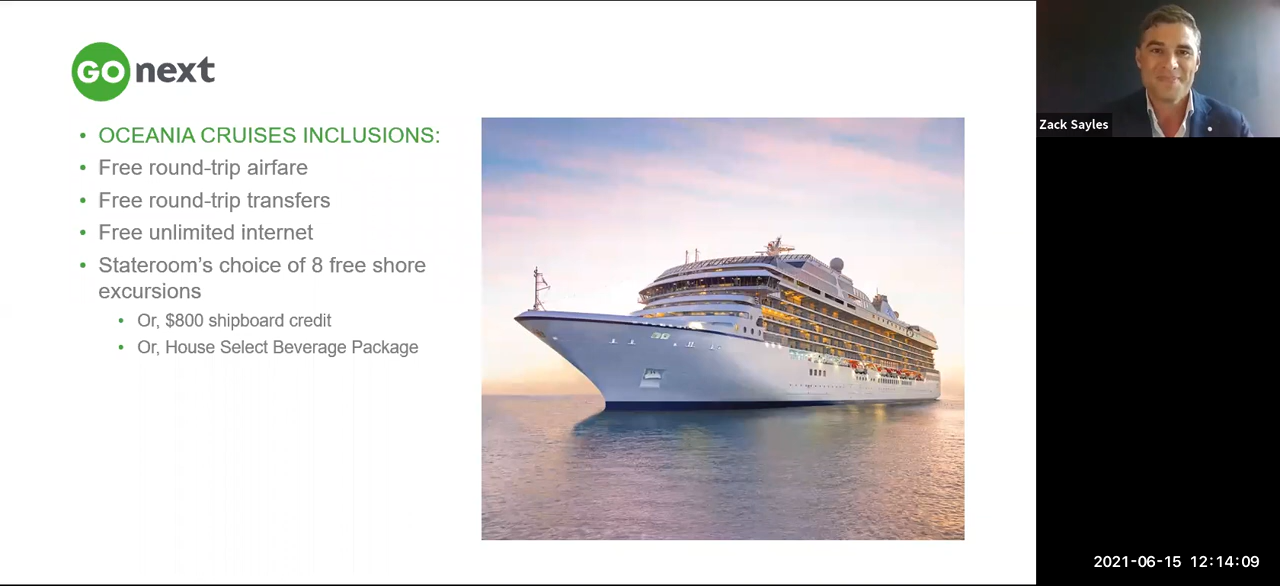 GO next
• OCEANIA CRUISES INCLUSIONS:
• Free round-trip airfare
• Free round-trip transfers
• Free unlimited internet
• Stateroom’s choice of 8 free shore
excursions
• Or, $800 shipboard credit
• Or, House Select Beverage Package
Zack Sayles
2021-06-15 12:14:09